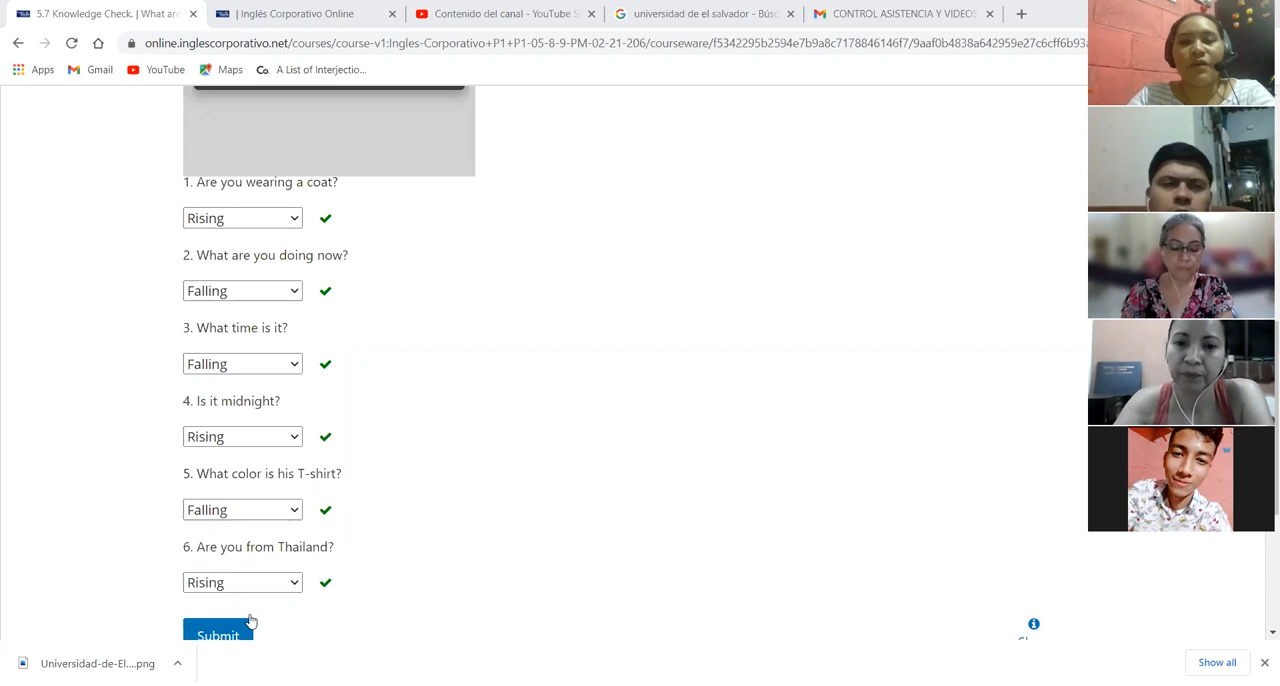 5.7 Knowledge Check. | What are
| Inglés Corporativo Online
Contenido del canal - YouTube S
universidad de el salvador - Búsc
CONTROL ASISTENCIA Y VIDEOS
online.inglescorporativo.net/courses/course-v1:Ingles-Corporativo+P1+P1-05-8-9-PM-02-21-206/courseware/f5342295b2594e7b9a8c7178846146f7/9aaf0b4838a642959e27c6cff6b93
Apps Gmail YouTube Maps Co. A List of Interjectio...
1. Are you wearing a coat?
Rising
2. What are you doing now?
Falling
3. What time is it?
Falling
4. Is it midnight?
Rising
5. What color is his T-shirt?
Falling
6. Are you from Thailand?
Rising
Submit
Universidad-de-El....png
Show all